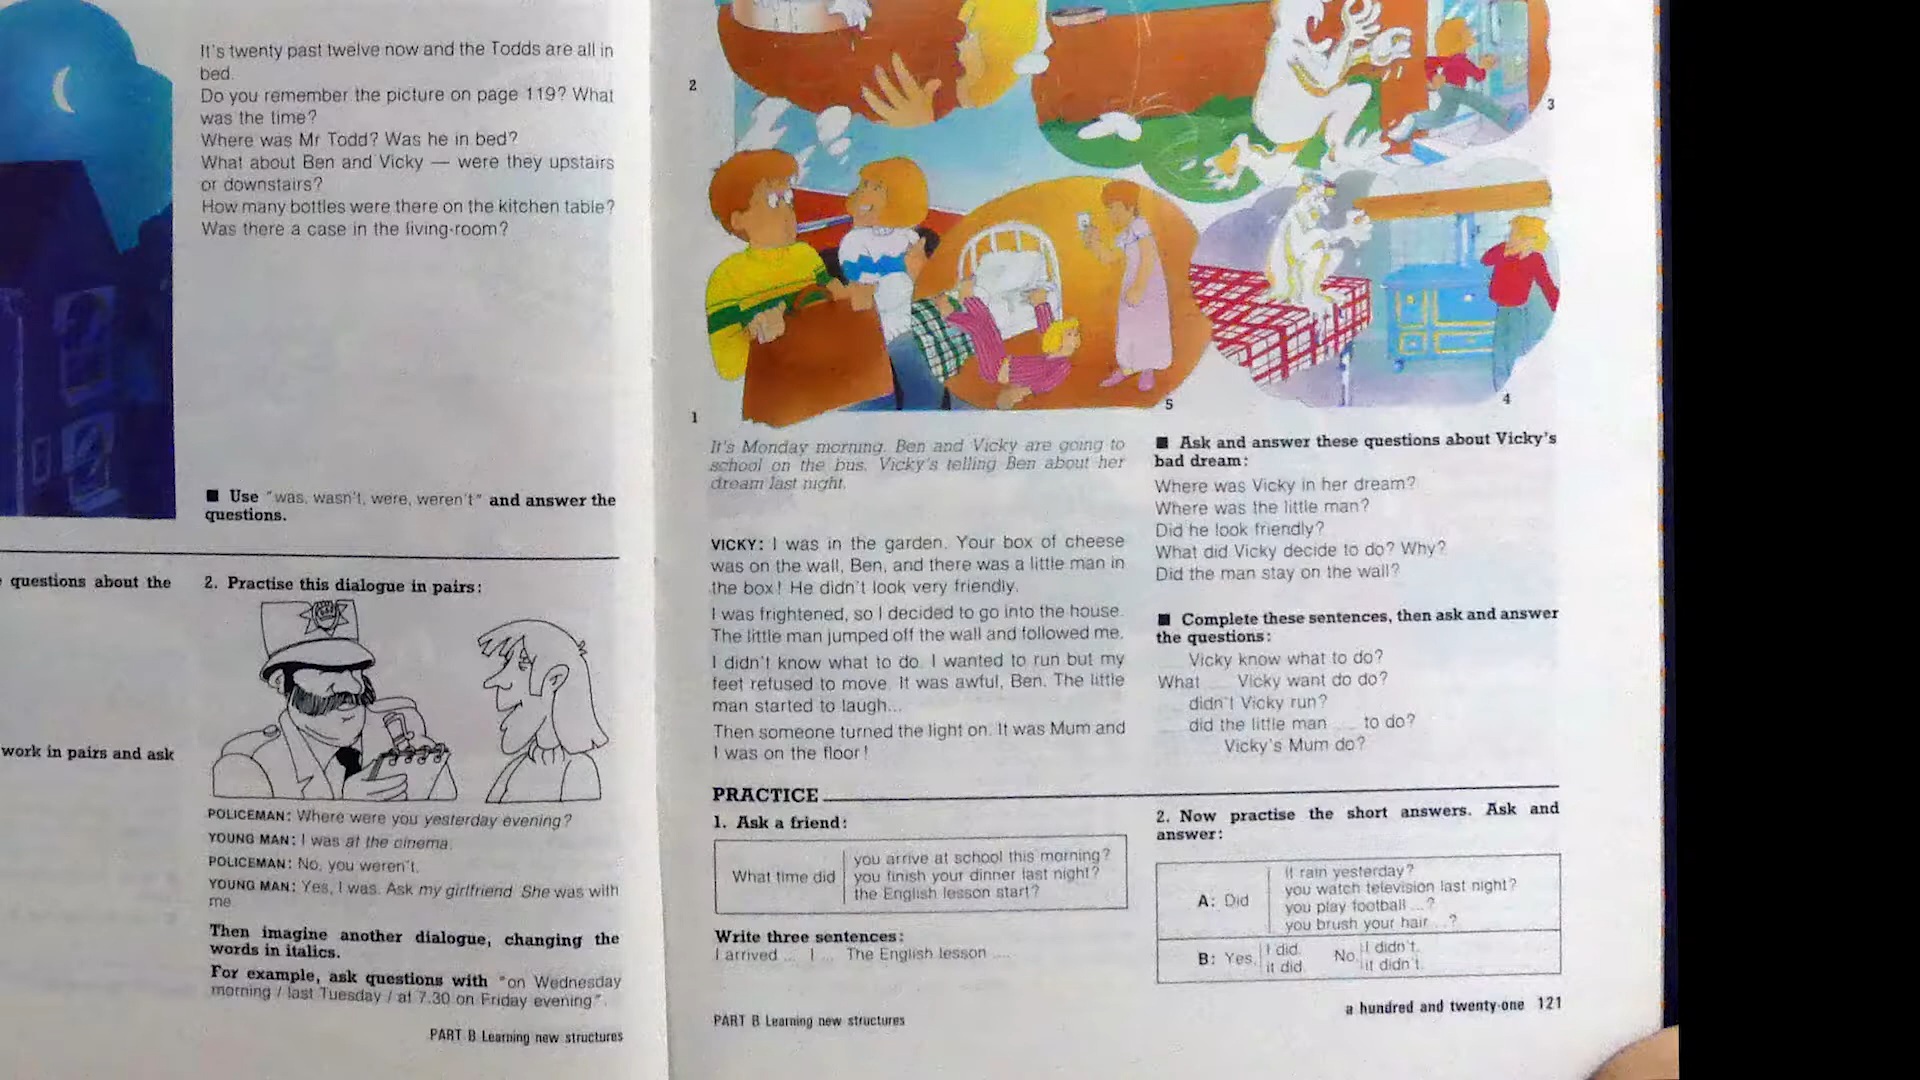 It's twenty past twelve now and the Todds are all in
bed.
Do you remember the picture on page 119? What
was the time?
Where was Mr Todd? Was he in bed?
What about Ben and Vicky — were they upstairs
or downstairs?
How many bottles were there on the kitchen table?
Was there a case in the living-room?
■ Use "was, wasn't, were, weren't" and answer the
questions.
questions about the
work in pairs and ask
2. Practise this dialogue in pairs:
POLICEMAN: Where were you yesterday evening?
YOUNG MAN: I was at the cinema.
POLICEMAN: No, you weren't.
YOUNG MAN: Yes, I was. Ask my girlfriend. She was with
me.
Then imagine another dialogue, changing the
words in italics.
For example, ask questions with "on Wednesday
morning / last Tuesday / at 7.30 on Friday evening".
PART B Learning new structures
2
3
1
5
4
It's Monday morning. Ben and Vicky are going to
school on the bus. Vicky's telling Ben about her
dream last night.
VICKY: I was in the garden. Your box of cheese
was on the wall, Ben, and there was a little man in
the box! He didn't look very friendly.
I was frightened, so I decided to go into the house.
The little man jumped off the wall and followed me.
I didn't know what to do. I wanted to run but my
feet refused to move. It was awful, Ben. The little
man started to laugh...
Then someone turned the light on. It was Mum and
I was on the floor!
■ Ask and answer these questions about Vicky's
bad dream:
Where was Vicky in her dream?
Where was the little man?
Did he look friendly?
What did Vicky decide to do? Why?
Did the man stay on the wall?
■ Complete these sentences, then ask and answer
the questions:
Vicky know what to do?
What ... Vicky want do do?
didn't Vicky run?
did the little man ... to do?
Vicky's Mum do?
PRACTICE
1. Ask a friend:
What time did
you arrive at school this morning?
you finish your dinner last night?
the English lesson start?
Write three sentences:
I arrived ... I ... The English lesson ...
2. Now practise the short answers. Ask and
answer:
A: Did
it rain yesterday?
you watch television last night?
you play football ...?
you brush your hair ...?
B: Yes, I did. No, I didn't.
it did. it didn't.
PART B Learning new structures
a hundred and twenty-one 121